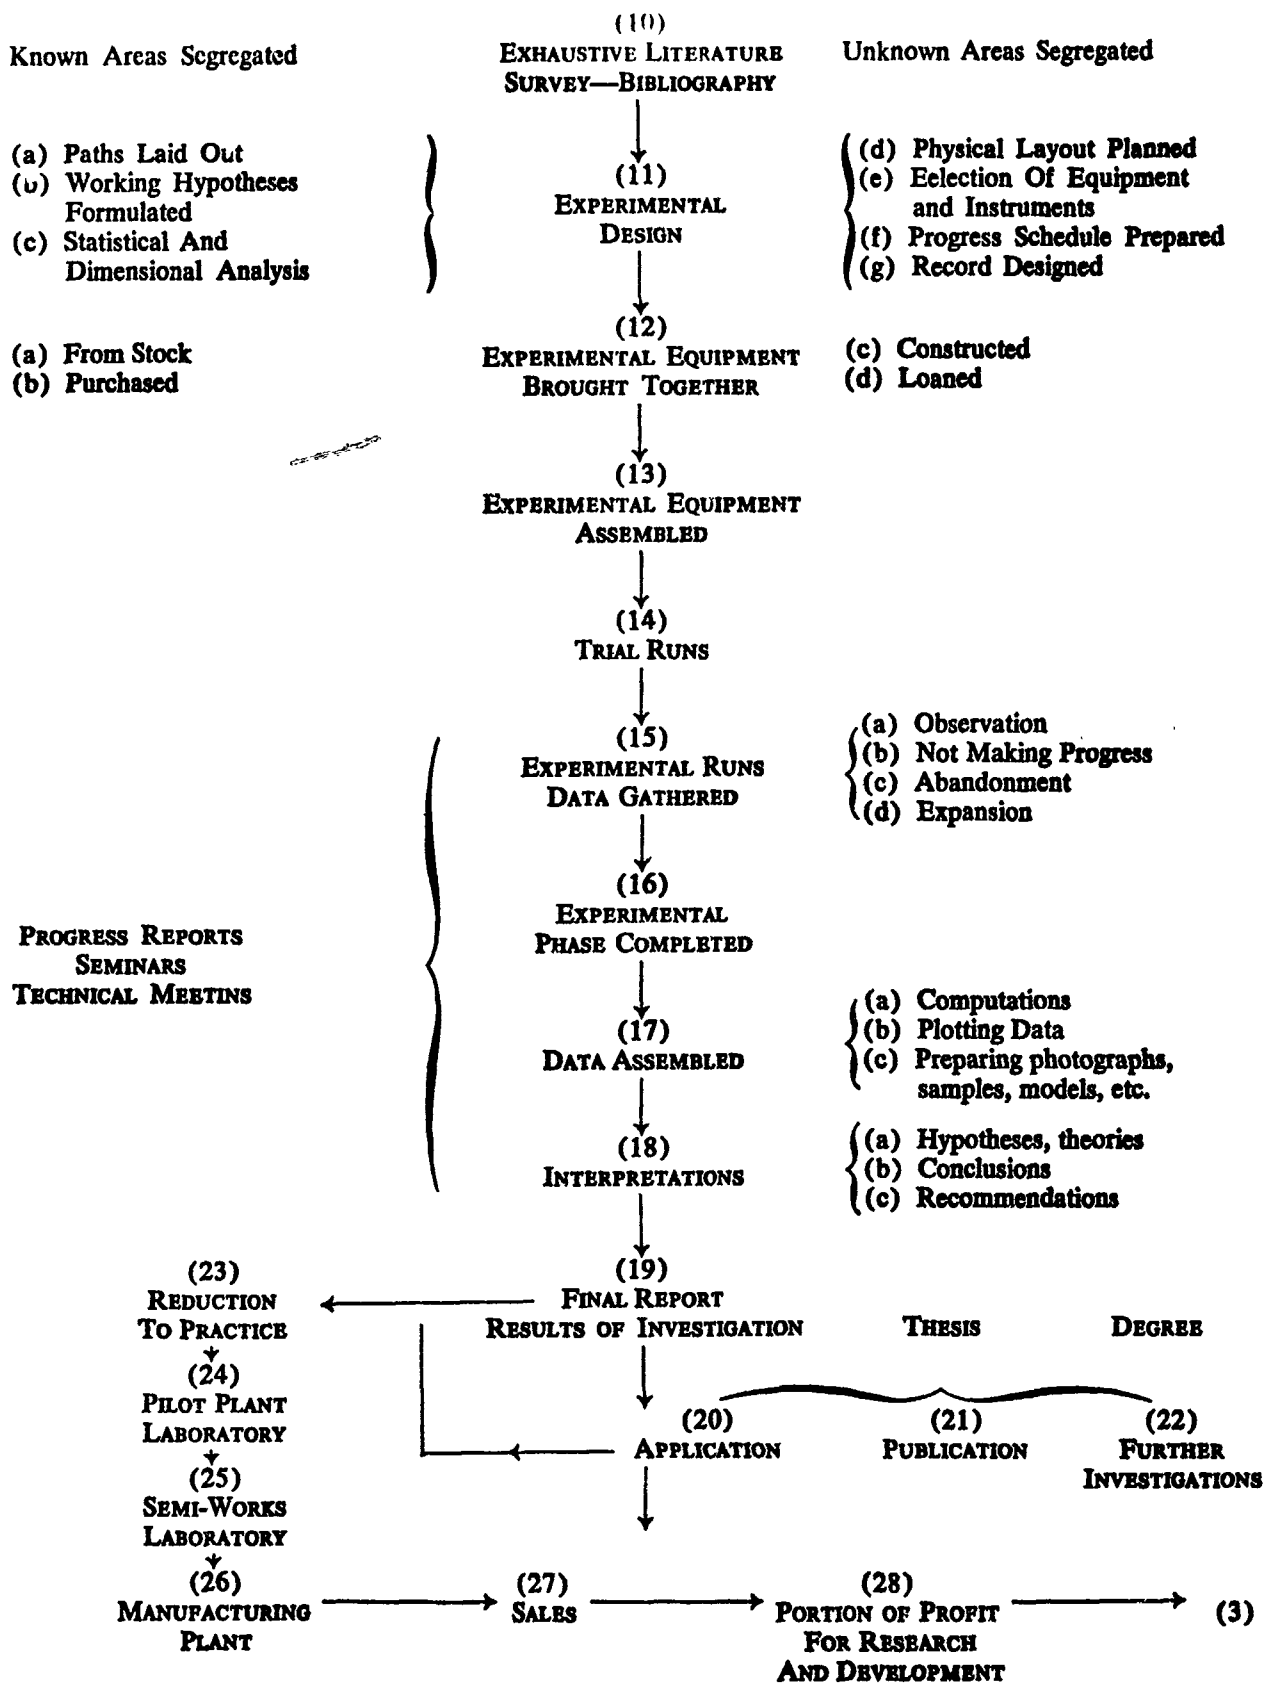 (10)
Known Areas Segregated
EXHAUSTIVE LITERATURE
SURVEY—BIBLIOGRAPHY
Unknown Areas Segregated
(a) Paths Laid Out
(b) Working Hypotheses
Formulated
(c) Statistical And
Dimensional Analysis
(11)
EXPERIMENTAL
DESIGN
(d) Physical Layout Planned
(e) Eelection Of Equipment
and Instruments
(f) Progress Schedule Prepared
(g) Record Designed
(a) From Stock
(b) Purchased
(12)
EXPERIMENTAL EQUIPMENT
BROUGHT TOGETHER
(c) Constructed
(d) Loaned
(13)
EXPERIMENTAL EQUIPMENT
ASSEMBLED
(14)
TRIAL RUNS
(15)
EXPERIMENTAL RUNS
DATA GATHERED
(a) Observation
(b) Not Making Progress
(c) Abandonment
(d) Expansion
(16)
EXPERIMENTAL
PHASE COMPLETED
PROGRESS REPORTS
SEMINARS
TECHNICAL MEETINS
(17)
DATA ASSEMBLED
(a) Computations
(b) Plotting Data
(c) Preparing photographs,
samples, models, etc.
(18)
INTERPRETATIONS
(a) Hypotheses, theories
(b) Conclusions
(c) Recommendations
(19)
FINAL REPORT
RESULTS OF INVESTIGATION
THESIS
DEGREE
(23)
REDUCTION
TO PRACTICE
(24)
PILOT PLANT
LABORATORY
(20)
APPLICATION
(21)
PUBLICATION
(22)
FURTHER
INVESTIGATIONS
(25)
SEMI-WORKS
LABORATORY
(26)
MANUFACTURING
PLANT
(27)
SALES
(28)
PORTION OF PROFIT
FOR RESEARCH
AND DEVELOPMENT
(3)